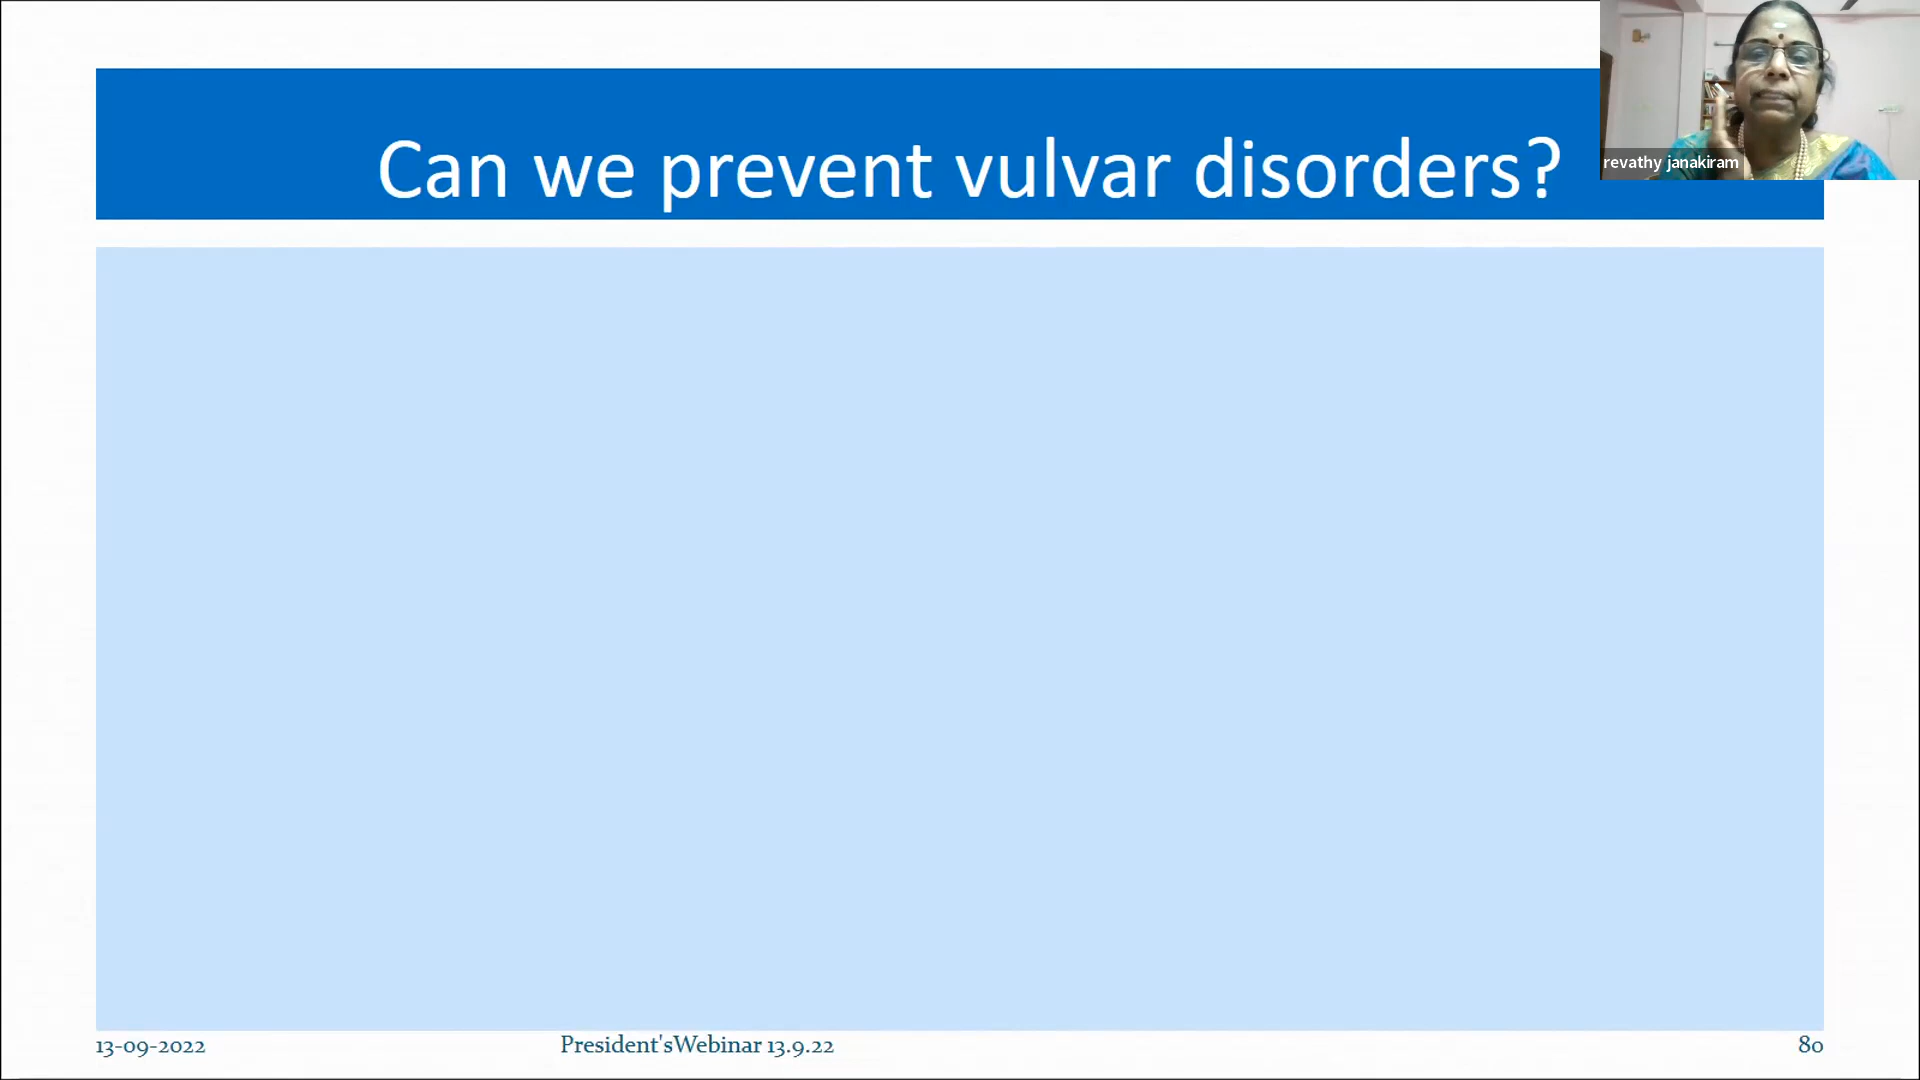 Can we prevent vulvar disorders?
revathy janakiram
13-09-2022
President'sWebinar 13.9.22
80